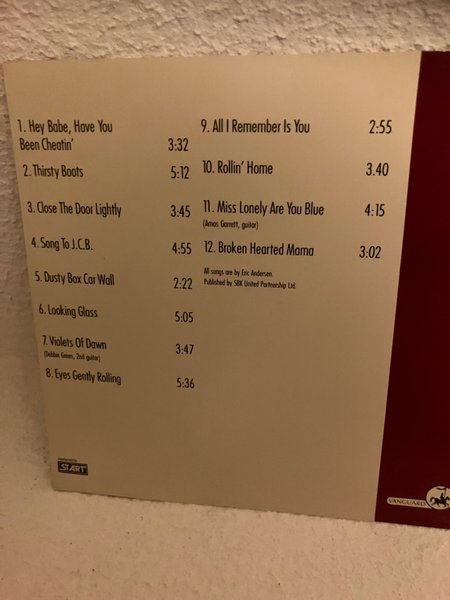 1. Hey Babe, Have You
Been Cheatin' 3:32
2. Thirsty Boots 5:12
3. Close The Door Lightly 3:45
4. Song To J.C.B. 4:55
5. Dusty Box Car Wall 2:22
6. Looking Glass 5:05
7. Violets Of Dawn 3:47
(Debbie Green, 2nd guitar)
8. Eyes Gently Rolling 5:36
9. All I Remember Is You 2:55
10. Rollin' Home 3.40
11. Miss Lonely Are You Blue 4:15
(Amos Garrett, guitar)
12. Broken Hearted Mama 3:02
All songs are by Eric Andersen.
Published by SBK United Partnership Ltd.
START
VANGUARD